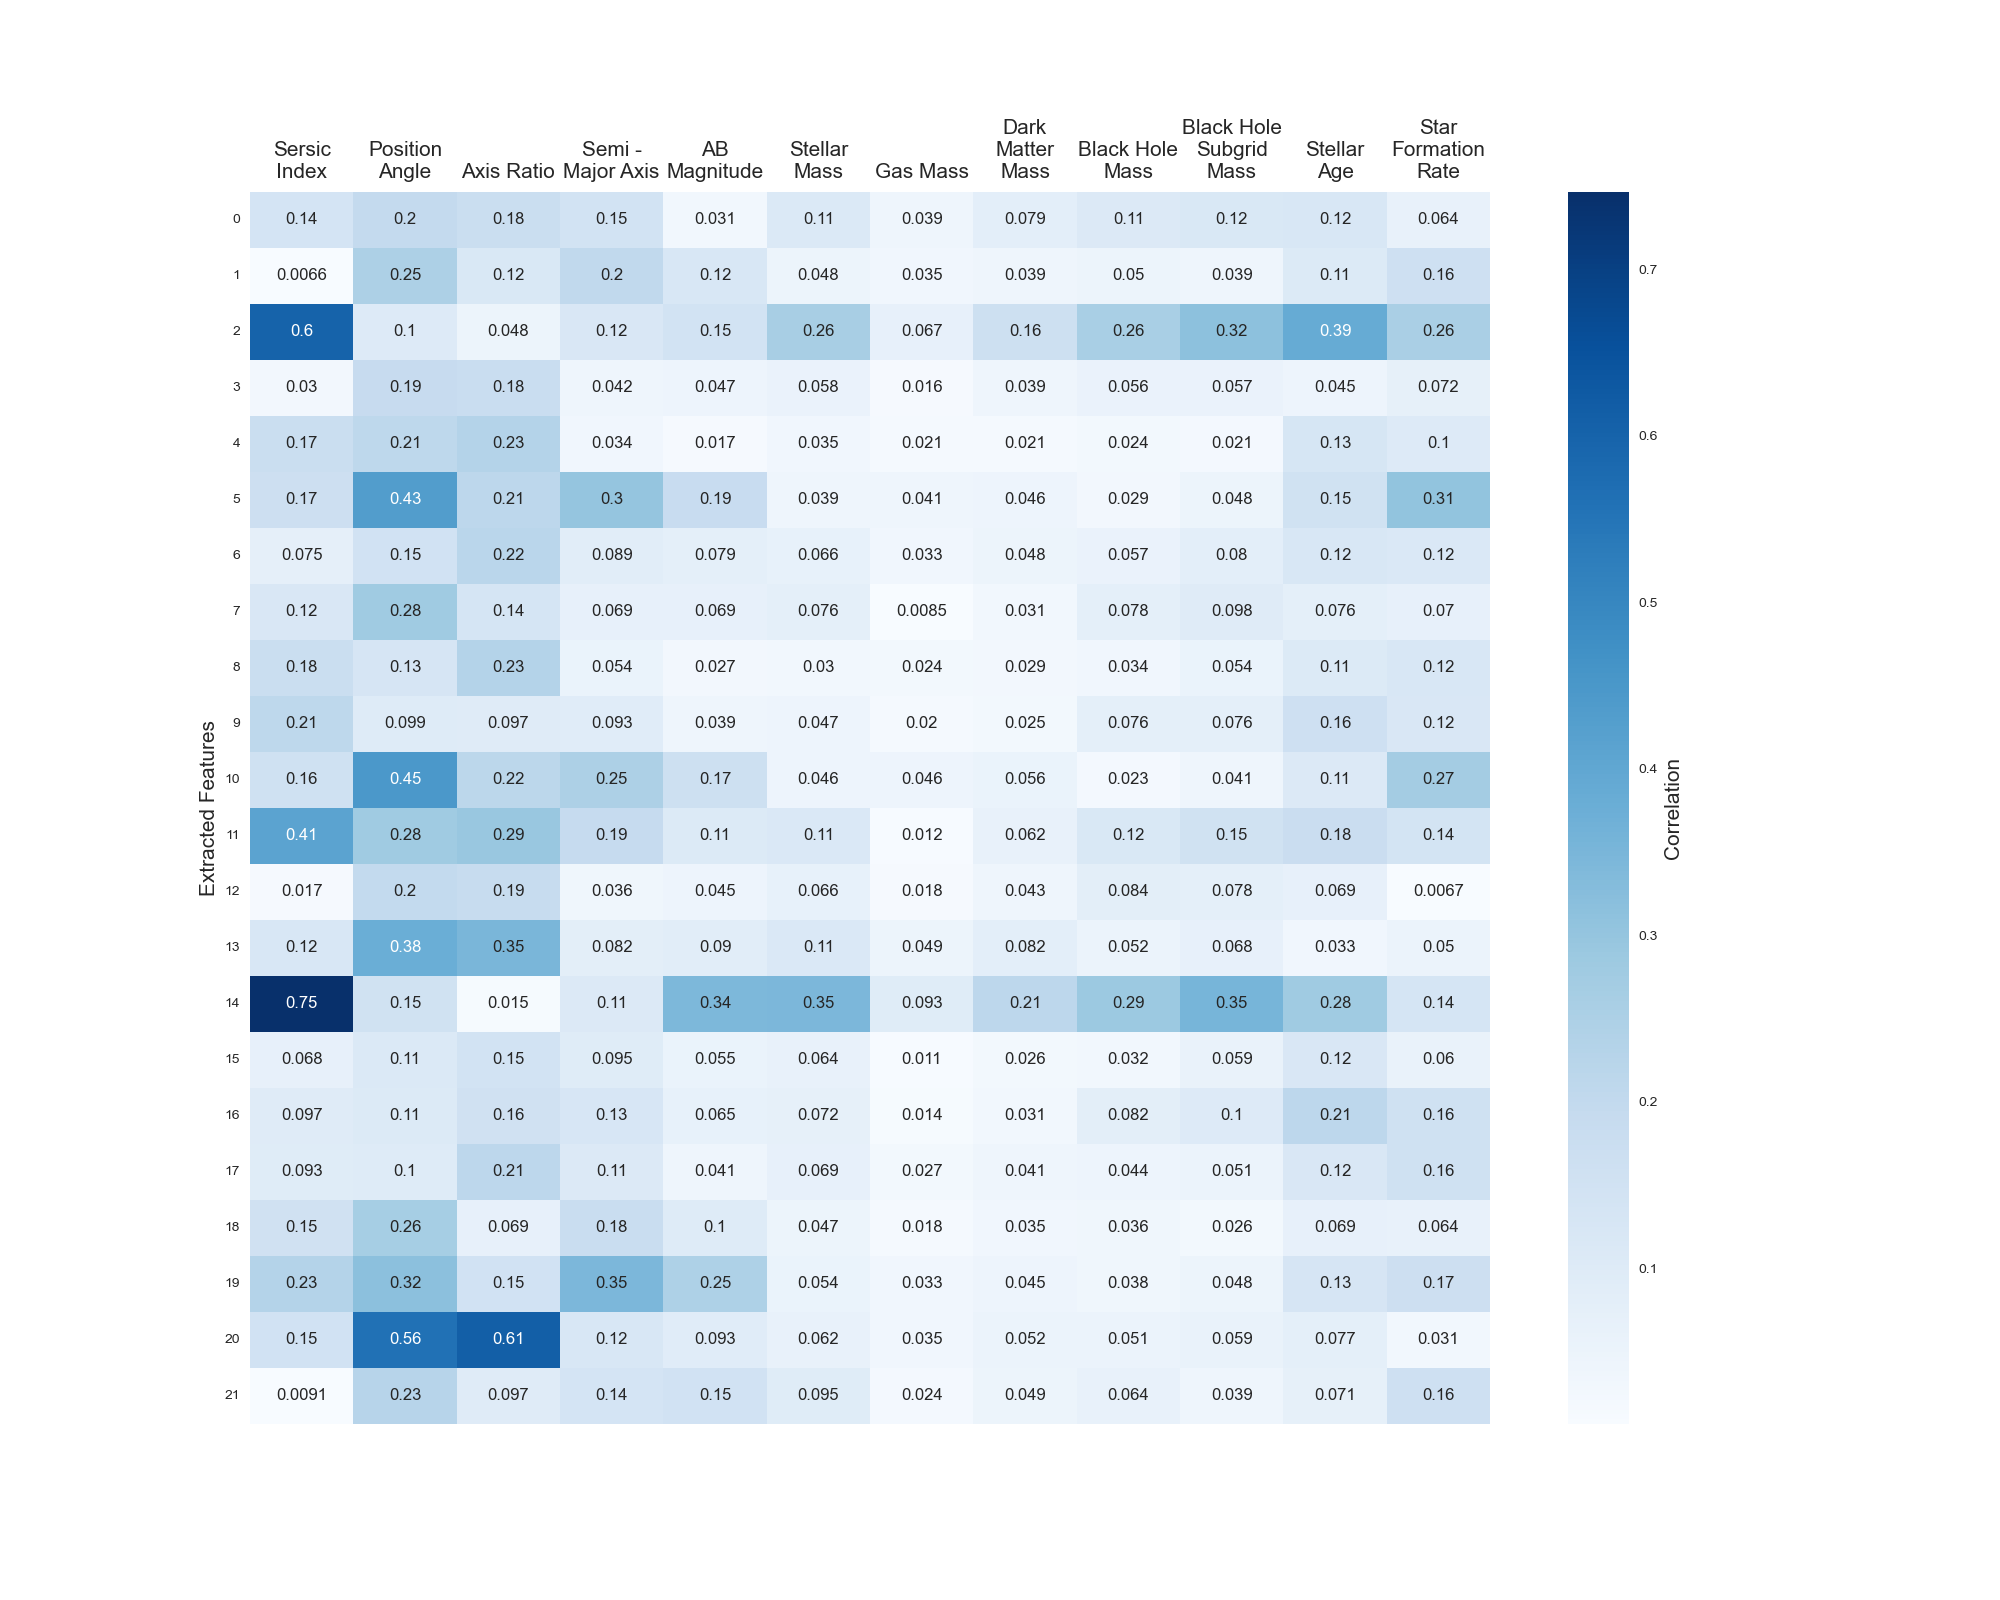 Sersic Index
Position Angle
Axis Ratio
Semi - Major Axis
AB Magnitude
Stellar Mass
Gas Mass
Dark Matter Mass
Black Hole Mass
Black Hole Subgrid Mass
Stellar Age
Star Formation Rate
Extracted Features
0 0.14 0.2 0.18 0.15 0.031 0.11 0.039 0.079 0.11 0.12 0.12 0.064
1 0.0066 0.25 0.12 0.2 0.12 0.048 0.035 0.039 0.05 0.039 0.11 0.16
2 0.6 0.1 0.048 0.12 0.15 0.26 0.067 0.16 0.26 0.32 0.39 0.26
3 0.03 0.19 0.18 0.042 0.047 0.058 0.016 0.039 0.056 0.057 0.045 0.072
4 0.17 0.21 0.23 0.034 0.017 0.035 0.021 0.021 0.024 0.021 0.13 0.1
5 0.17 0.43 0.21 0.3 0.19 0.039 0.041 0.046 0.029 0.048 0.15 0.31
6 0.075 0.15 0.22 0.089 0.079 0.066 0.033 0.048 0.057 0.08 0.12 0.12
7 0.12 0.28 0.14 0.069 0.069 0.076 0.0085 0.031 0.078 0.098 0.076 0.07
8 0.18 0.13 0.23 0.054 0.027 0.03 0.024 0.029 0.034 0.054 0.11 0.12
9 0.21 0.099 0.097 0.093 0.039 0.047 0.02 0.025 0.076 0.076 0.16 0.12
10 0.16 0.45 0.22 0.25 0.17 0.046 0.046 0.056 0.023 0.041 0.11 0.27
11 0.41 0.28 0.29 0.19 0.11 0.11 0.012 0.062 0.12 0.15 0.18 0.14
12 0.017 0.2 0.19 0.036 0.045 0.066 0.018 0.043 0.084 0.078 0.069 0.0067
13 0.12 0.38 0.35 0.082 0.09 0.11 0.049 0.082 0.052 0.068 0.033 0.05
14 0.75 0.15 0.015 0.11 0.34 0.35 0.093 0.21 0.29 0.35 0.28 0.14
15 0.068 0.11 0.15 0.095 0.055 0.064 0.011 0.026 0.032 0.059 0.12 0.06
16 0.097 0.11 0.16 0.13 0.065 0.072 0.014 0.031 0.082 0.1 0.21 0.16
17 0.093 0.1 0.21 0.11 0.041 0.069 0.027 0.041 0.044 0.051 0.12 0.16
18 0.15 0.26 0.069 0.18 0.1 0.047 0.018 0.035 0.036 0.026 0.069 0.064
19 0.23 0.32 0.15 0.35 0.25 0.054 0.033 0.045 0.038 0.048 0.13 0.17
20 0.15 0.56 0.61 0.12 0.093 0.062 0.035 0.052 0.051 0.059 0.077 0.031
21 0.0091 0.23 0.097 0.14 0.15 0.095 0.024 0.049 0.064 0.039 0.071 0.16
0.7
0.6
0.5
0.4
0.3
0.2
0.1
Correlation